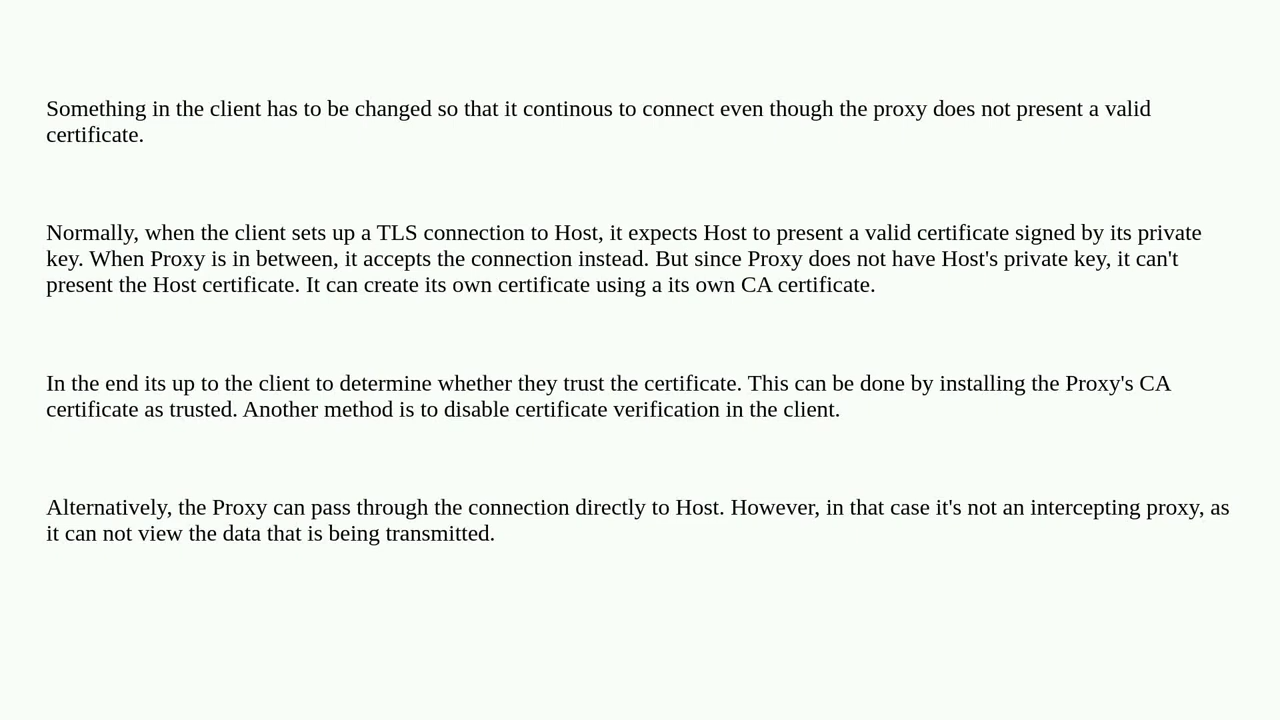 Something in the client has to be changed so that it continous to connect even though the proxy does not present a valid
certificate.
Normally, when the client sets up a TLS connection to Host, it expects Host to present a valid certificate signed by its private
key. When Proxy is in between, it accepts the connection instead. But since Proxy does not have Host's private key, it can't
present the Host certificate. It can create its own certificate using a its own CA certificate.
In the end its up to the client to determine whether they trust the certificate. This can be done by installing the Proxy's CA
certificate as trusted. Another method is to disable certificate verification in the client.
Alternatively, the Proxy can pass through the connection directly to Host. However, in that case it's not an intercepting proxy, as
it can not view the data that is being transmitted.